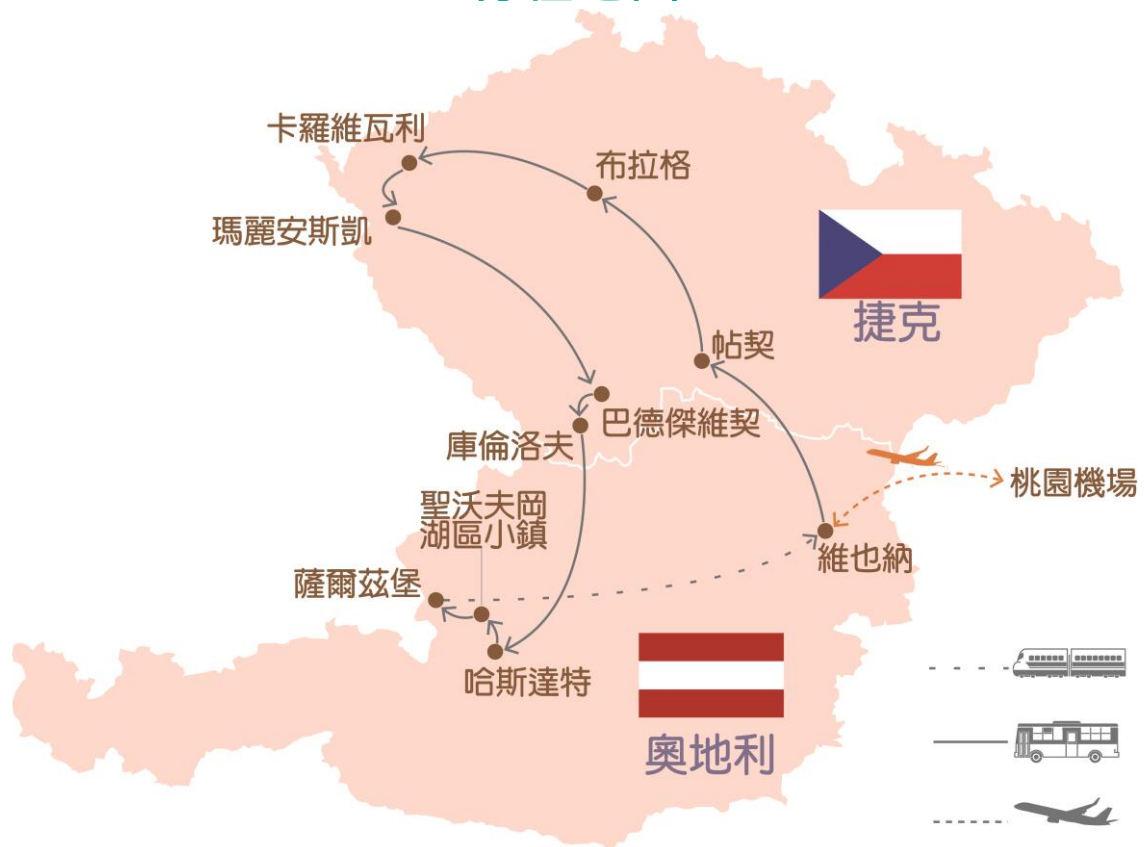 卡羅維瓦利
布拉格
瑪麗安斯凱
捷克
帖契
巴德傑維契
庫倫洛夫
桃園機場
聖沃夫岡
湖區小鎮
維也納
薩爾茲堡
哈斯達特
奧地利